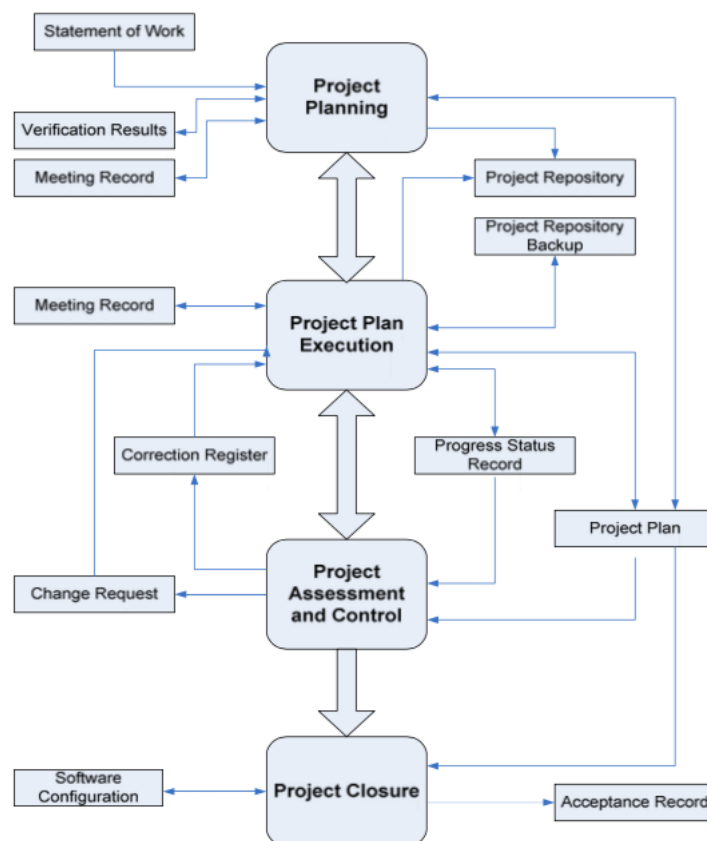 Statement of Work
Project
Planning
Verification Results
Meeting Record
Project Repository
Project Repository
Backup
Meeting Record
Project Plan
Execution
Correction Register
Progress Status
Record
Project Plan
Project
Assessment
and Control
Change Request
Software
Configuration
Project Closure
Acceptance Record